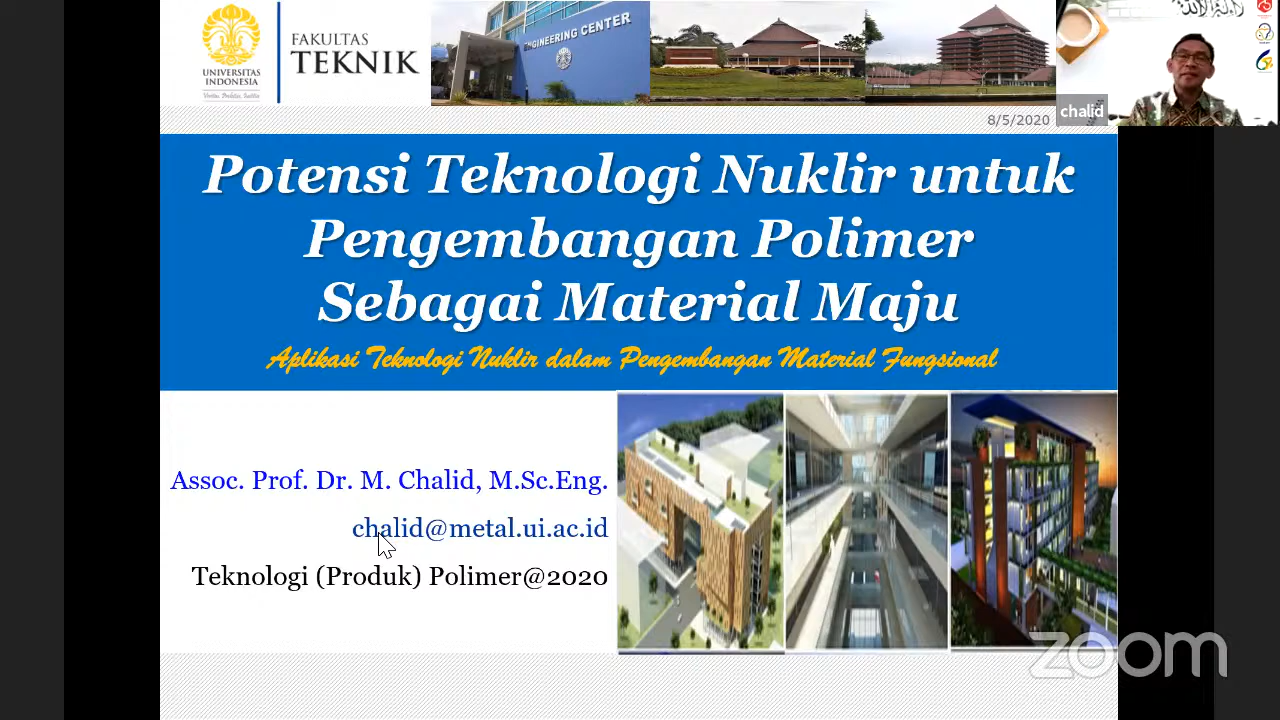 UNIVERSITAS
INDONESIA
FAKULTAS
TEKNIK
ENGINEERING CENTER
8/5/2020
chalid
Potensi Teknologi Nuklir untuk
Pengembangan Polimer
Sebagai Material Maju
Aplikasi Teknologi Nuklir dalam Pengembangan Material Fungsional
Assoc. Prof. Dr. M. Chalid, M.Sc.Eng.
chalid@metal.ui.ac.id
Teknologi (Produk) Polimer@2020
zoom